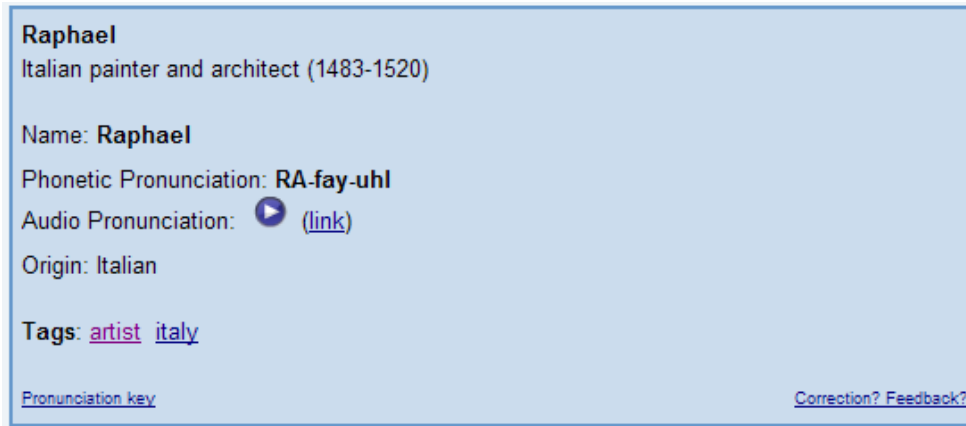 Raphael
Italian painter and architect (1483-1520)
Name: Raphael
Phonetic Pronunciation: RA-fay-uhl
Audio Pronunciation: (link)
Origin: Italian
Tags: artist italy
Pronunciation key Correction? Feedback?